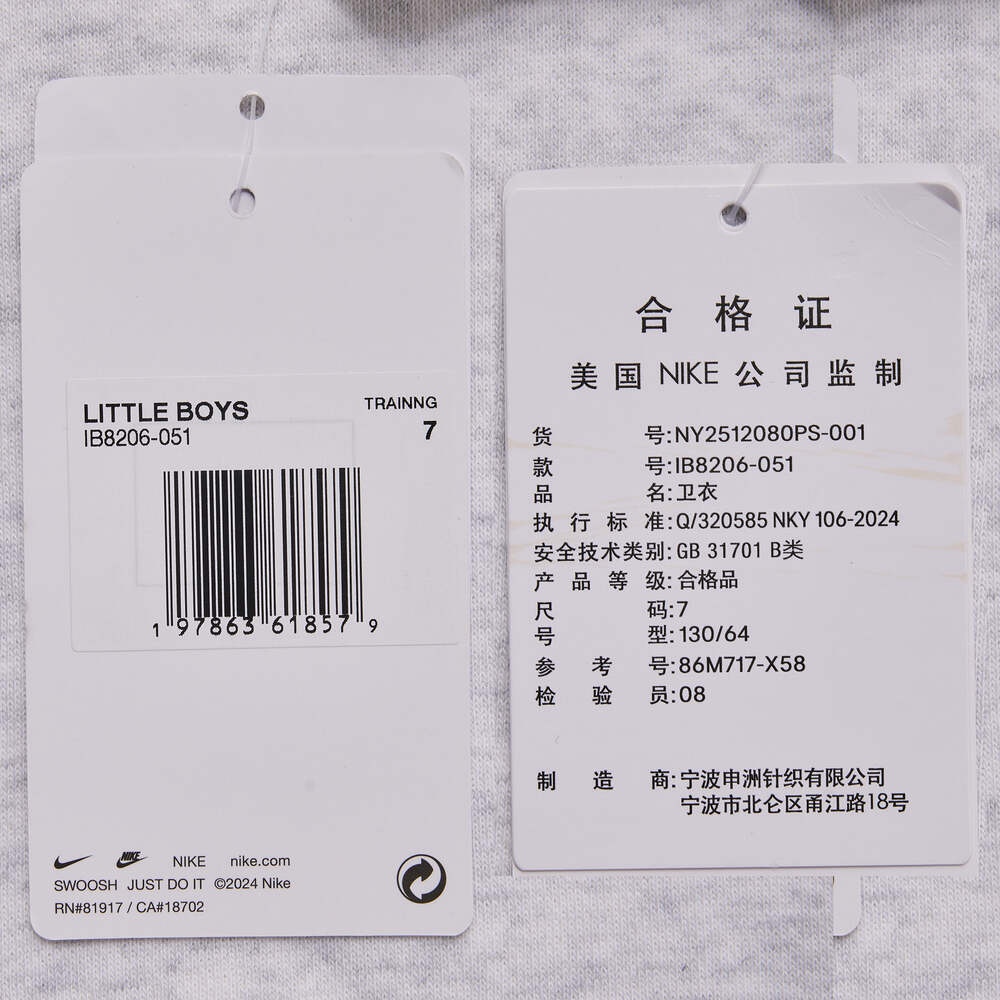 LITTLE BOYS
IB8206-051
TRAINNG
7
1 97863 61857 9
NIKE NIKE nike.com
SWOOSH JUST DO IT ©2024 Nike
RN#81917 / CA#18702
合格证
美国NIKE公司监制
货号:NY2512080PS-001
款号:IB8206-051
品名:卫衣
执行标准:Q/320585 NKY 106-2024
安全技术类别:GB 31701 B类
产品等级:合格品
尺码:7
号型:130/64
参考号:86M717-X58
检验员:08
制造商:宁波申洲针织有限公司
宁波市北仑区甬江路18号